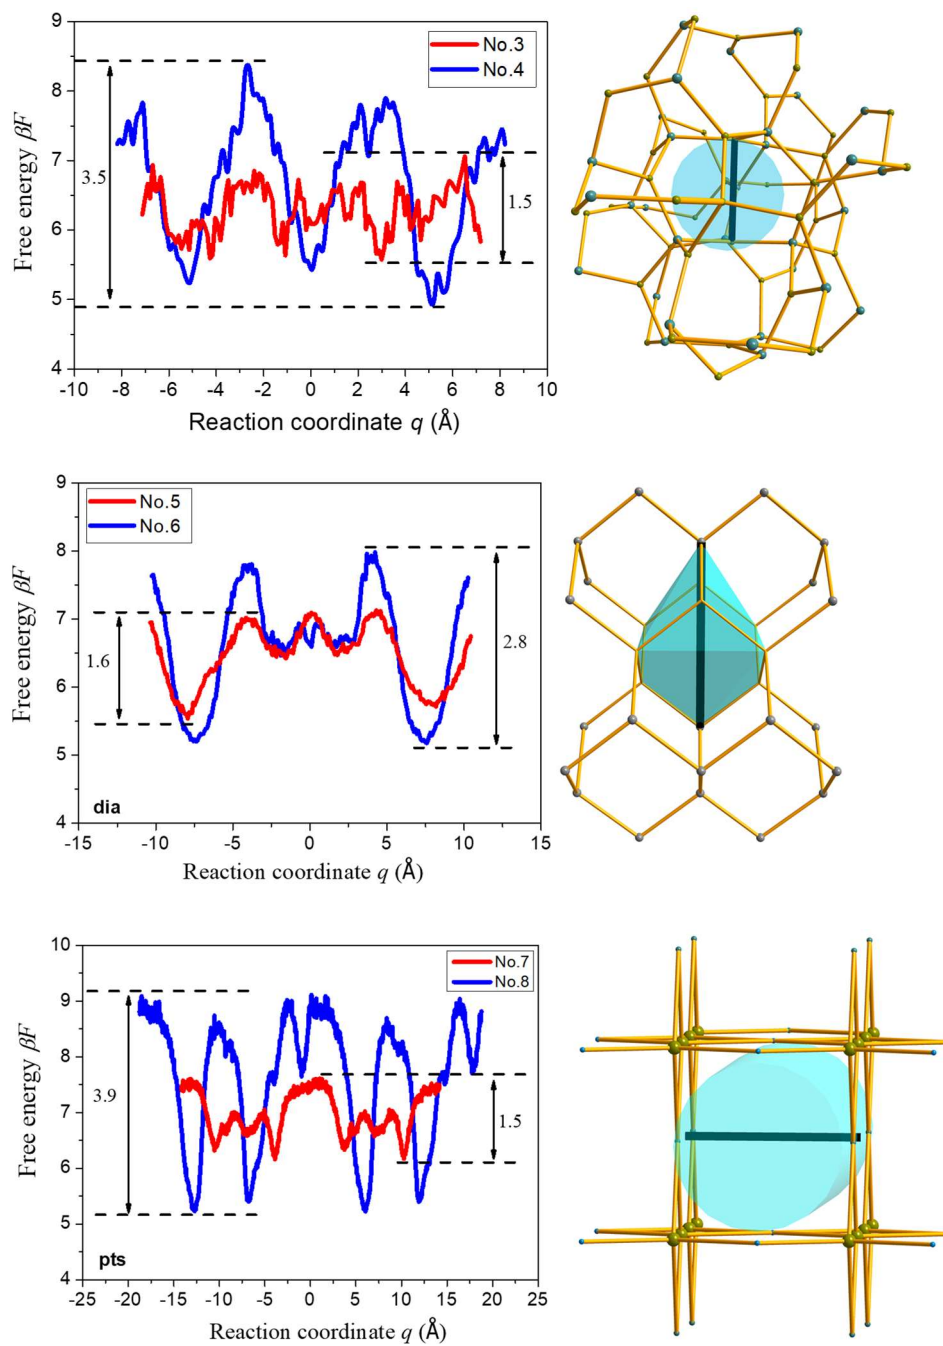 9
8
7
6
5
4
Free energy βF
No.3
No.4
3.5
1.5
-10 -8 -6 -4 -2 0 2 4 6 8 10
Reaction coordinate q (Å)
9
8
7
6
5
4
Free energy βF
No.5
No.6
1.6
2.8
dia
-15 -10 -5 0 5 10 15
Reaction coordinate q (Å)
10
9
8
7
6
5
4
Free energy βF
No.7
No.8
3.9
1.5
pts
-25 -20 -15 -10 -5 0 5 10 15 20 25
Reaction coordinate q (Å)